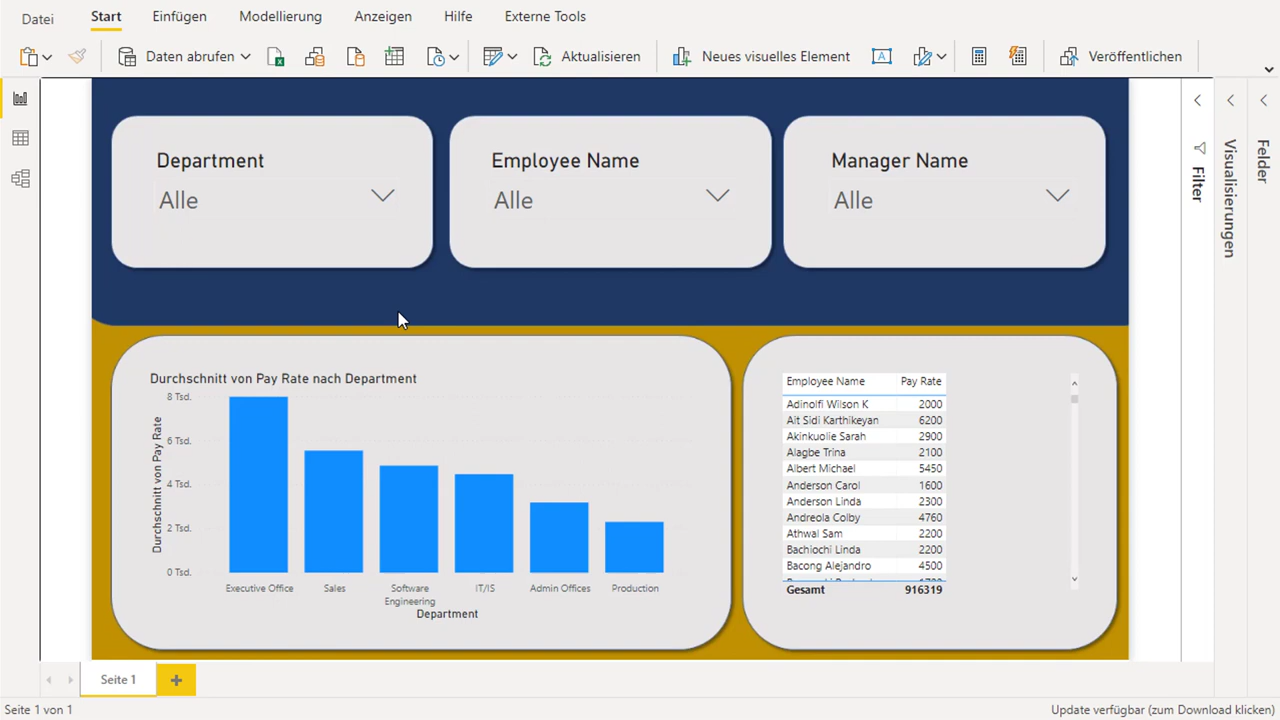 Datei Start Einfügen Modellierung Anzeigen Hilfe Externe Tools
Daten abrufen Aktualisieren Neues visuelles Element Veröffentlichen
Department Employee Name Manager Name
Alle Alle Alle
Filter
Visualisierungen
Felder
Durchschnitt von Pay Rate nach Department
Durchschnitt von Pay Rate
8 Tsd.
6 Tsd.
4 Tsd.
2 Tsd.
0 Tsd.
Executive Office Sales Software Engineering IT/IS Admin Offices Production
Department
Employee Name Pay Rate
Adinolfi Wilson K 2000
Ait Sidi Karthikeyan 6200
Akinkuolie Sarah 2900
Alagbe Trina 2100
Albert Michael 5450
Anderson Carol 1600
Anderson Linda 2300
Andreola Colby 4760
Athwal Sam 2200
Bachiochi Linda 2200
Bacong Alejandro 4500
Gesamt 916319
Seite 1
Seite 1 von 1 Update verfügbar (zum Download klicken)